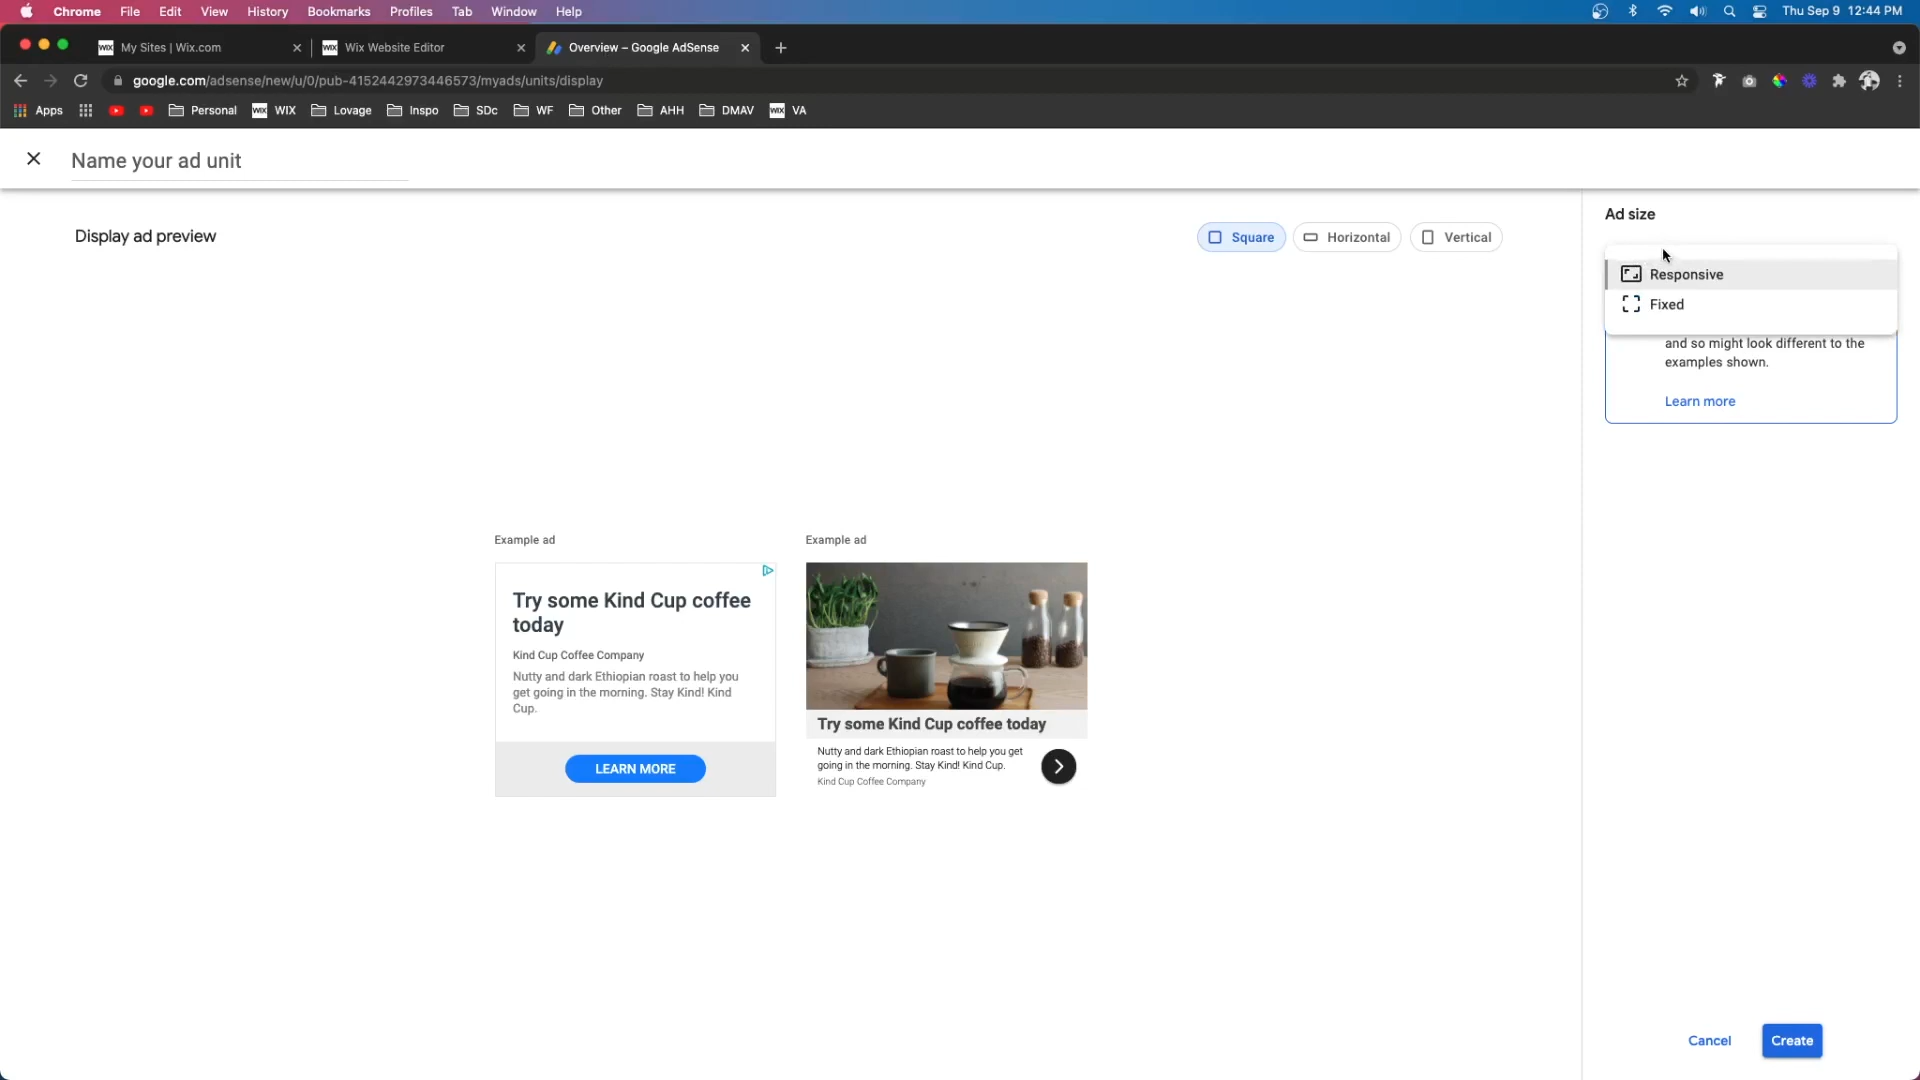 Chrome File Edit View History Bookmarks Profiles Tab Window Help Thu Sep 9 12:44 PM
WIX My Sites | Wix.com WIX Wix Website Editor Overview – Google AdSense
google.com/adsense/new/u/0/pub-4152442973446573/myads/units/display
Apps Personal WIX WIX Lovage Inspo SDc WF Other AHH DMAV WIX VA
Name your ad unit
Display ad preview
Square Horizontal Vertical
Ad size
Responsive
Fixed
and so might look different to the
examples shown.
Learn more
Example ad
Try some Kind Cup coffee
today
Kind Cup Coffee Company
Nutty and dark Ethiopian roast to help you
get going in the morning. Stay Kind! Kind
Cup.
LEARN MORE
Example ad
Try some Kind Cup coffee today
Nutty and dark Ethiopian roast to help you get
going in the morning. Stay Kind! Kind Cup.
Kind Cup Coffee Company
Cancel Create